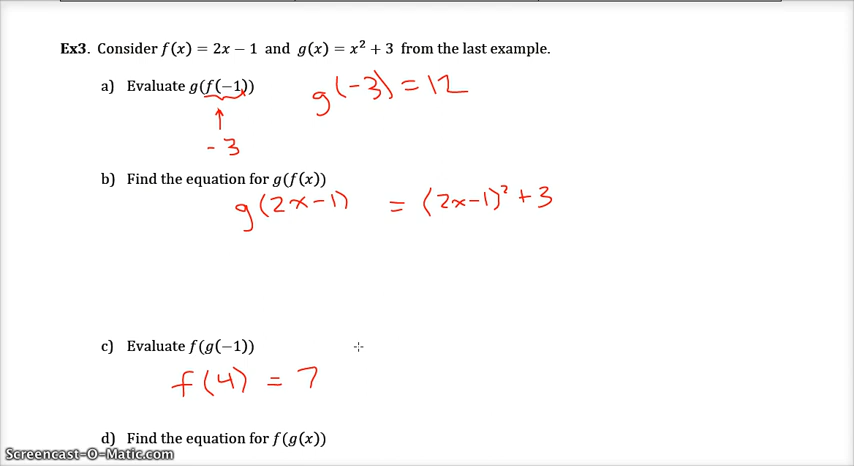 Ex3. Consider f(x) = 2x − 1 and g(x) = x² + 3 from the last example.
a) Evaluate g(f(−1)) g(-3) = 12
↑
-3
b) Find the equation for g(f(x))
g(2x-1) = (2x-1)² + 3
c) Evaluate f(g(−1))
f(4) = 7
d) Find the equation for f(g(x))
Screencast-O-Matic.com